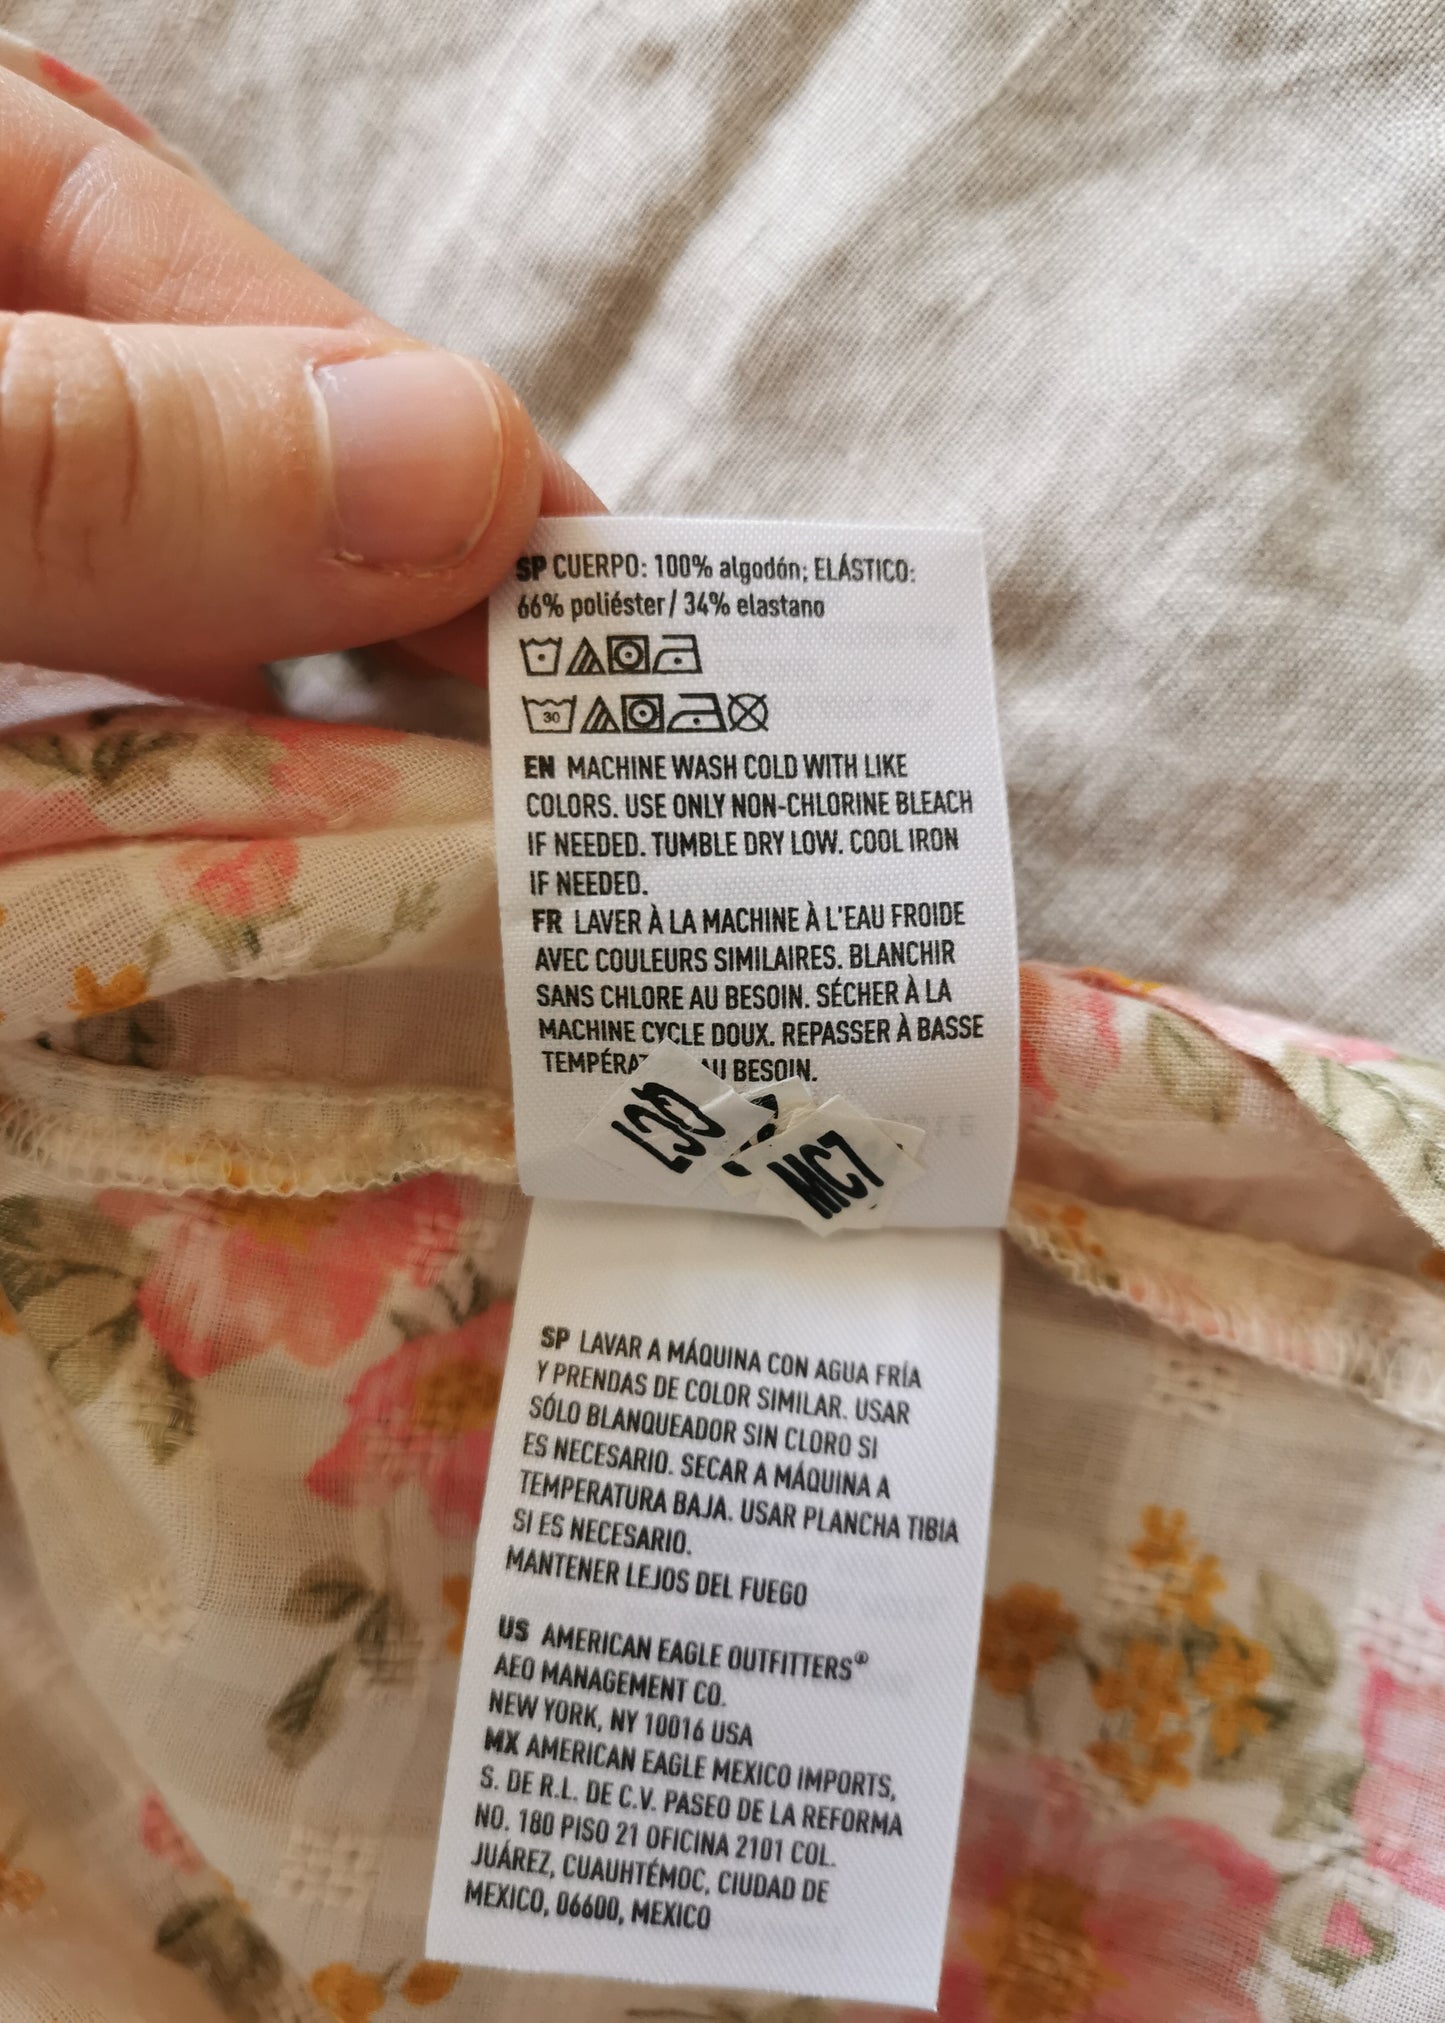 SP CUERPO: 100% algodón; ELÁSTICO:
66% poliéster / 34% elastano
30
EN MACHINE WASH COLD WITH LIKE
COLORS. USE ONLY NON-CHLORINE BLEACH
IF NEEDED. TUMBLE DRY LOW. COOL IRON
IF NEEDED.
FR LAVER À LA MACHINE À L'EAU FROIDE
AVEC COULEURS SIMILAIRES. BLANCHIR
SANS CHLORE AU BESOIN. SÉCHER À LA
MACHINE CYCLE DOUX. REPASSER À BASSE
AU BESOIN.
MC7
SP LAVAR A MÁQUINA CON AGUA FRÍA
Y PRENDAS DE COLOR SIMILAR. USAR
SÓLO BLANQUEADOR SIN CLORO SI
ES NECESARIO. SECAR A MÁQUINA A
TEMPERATURA BAJA. USAR PLANCHA TIBIA
SI ES NECESARIO.
MANTENER LEJOS DEL FUEGO
US AMERICAN EAGLE OUTFITTERS®
AEO MANAGEMENT CO.
NEW YORK, NY 10016 USA
MX AMERICAN EAGLE MEXICO IMPORTS,
S. DE R.L. DE C.V. PASEO DE LA REFORMA
NO. 180 PISO 21 OFICINA 2101 COL.
JUÁREZ, CUAUHTÉMOC, CIUDAD DE
MEXICO, 06600, MEXICO